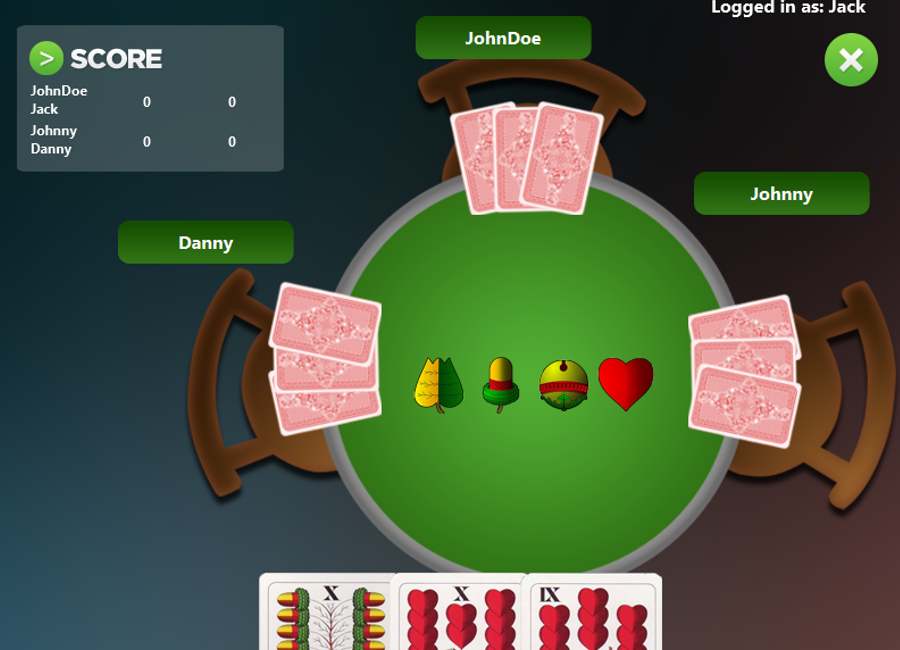 Logged in as: Jack
JohnDoe
> SCORE
JohnDoe
Jack 0 0
Johnny
Danny 0 0
Johnny
Danny
X
X
IX